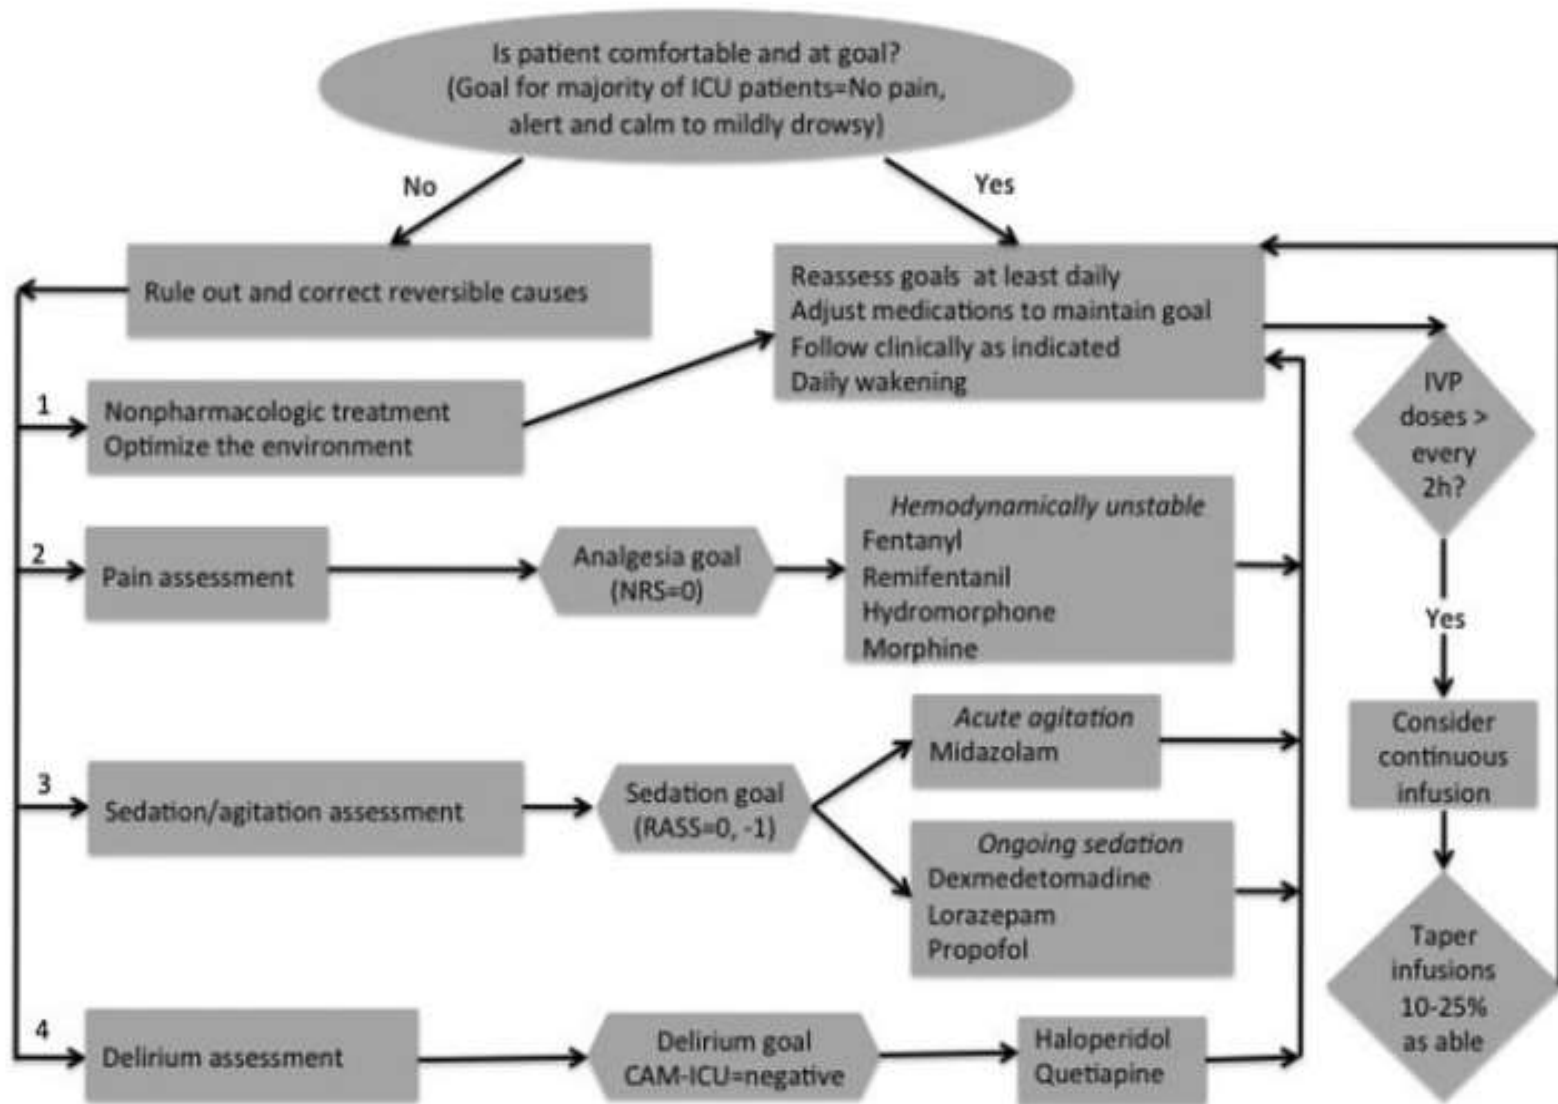 Is patient comfortable and at goal?
(Goal for majority of ICU patients=No pain,
alert and calm to mildly drowsy)
No
Yes
Rule out and correct reversible causes
Reassess goals at least daily
Adjust medications to maintain goal
Follow clinically as indicated
Daily wakening
IVP
doses >
every
2h?
Yes
Consider
continuous
infusion
Taper
infusions
10-25%
as able
1
Nonpharmacologic treatment
Optimize the environment
2
Pain assessment
Analgesia goal
(NRS=0)
Hemodynamically unstable
Fentanyl
Remifentanil
Hydromorphone
Morphine
3
Sedation/agitation assessment
Sedation goal
(RASS=0, -1)
Acute agitation
Midazolam
Ongoing sedation
Dexmedetomadine
Lorazepam
Propofol
4
Delirium assessment
Delirium goal
CAM-ICU=negative
Haloperidol
Quetiapine